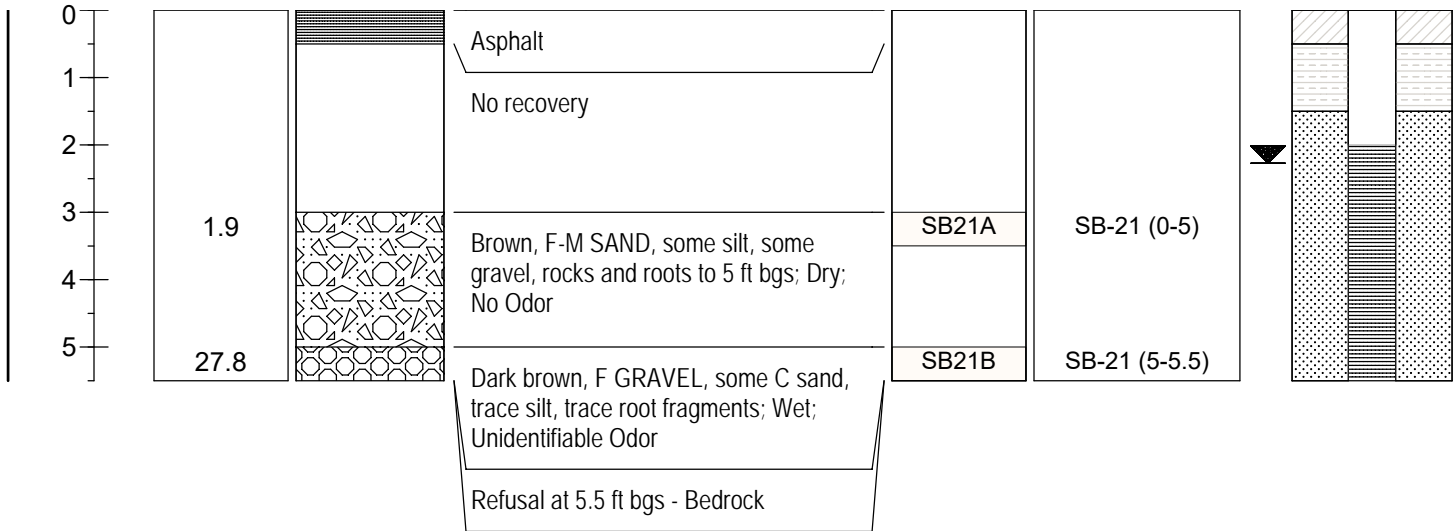 0
Asphalt
1
No recovery
2
3
1.9
SB21A
SB-21 (0-5)
Brown, F-M SAND, some silt, some
gravel, rocks and roots to 5 ft bgs; Dry;
No Odor
4
5
27.8
SB21B
SB-21 (5-5.5)
Dark brown, F GRAVEL, some C sand,
trace silt, trace root fragments; Wet;
Unidentifiable Odor
Refusal at 5.5 ft bgs - Bedrock